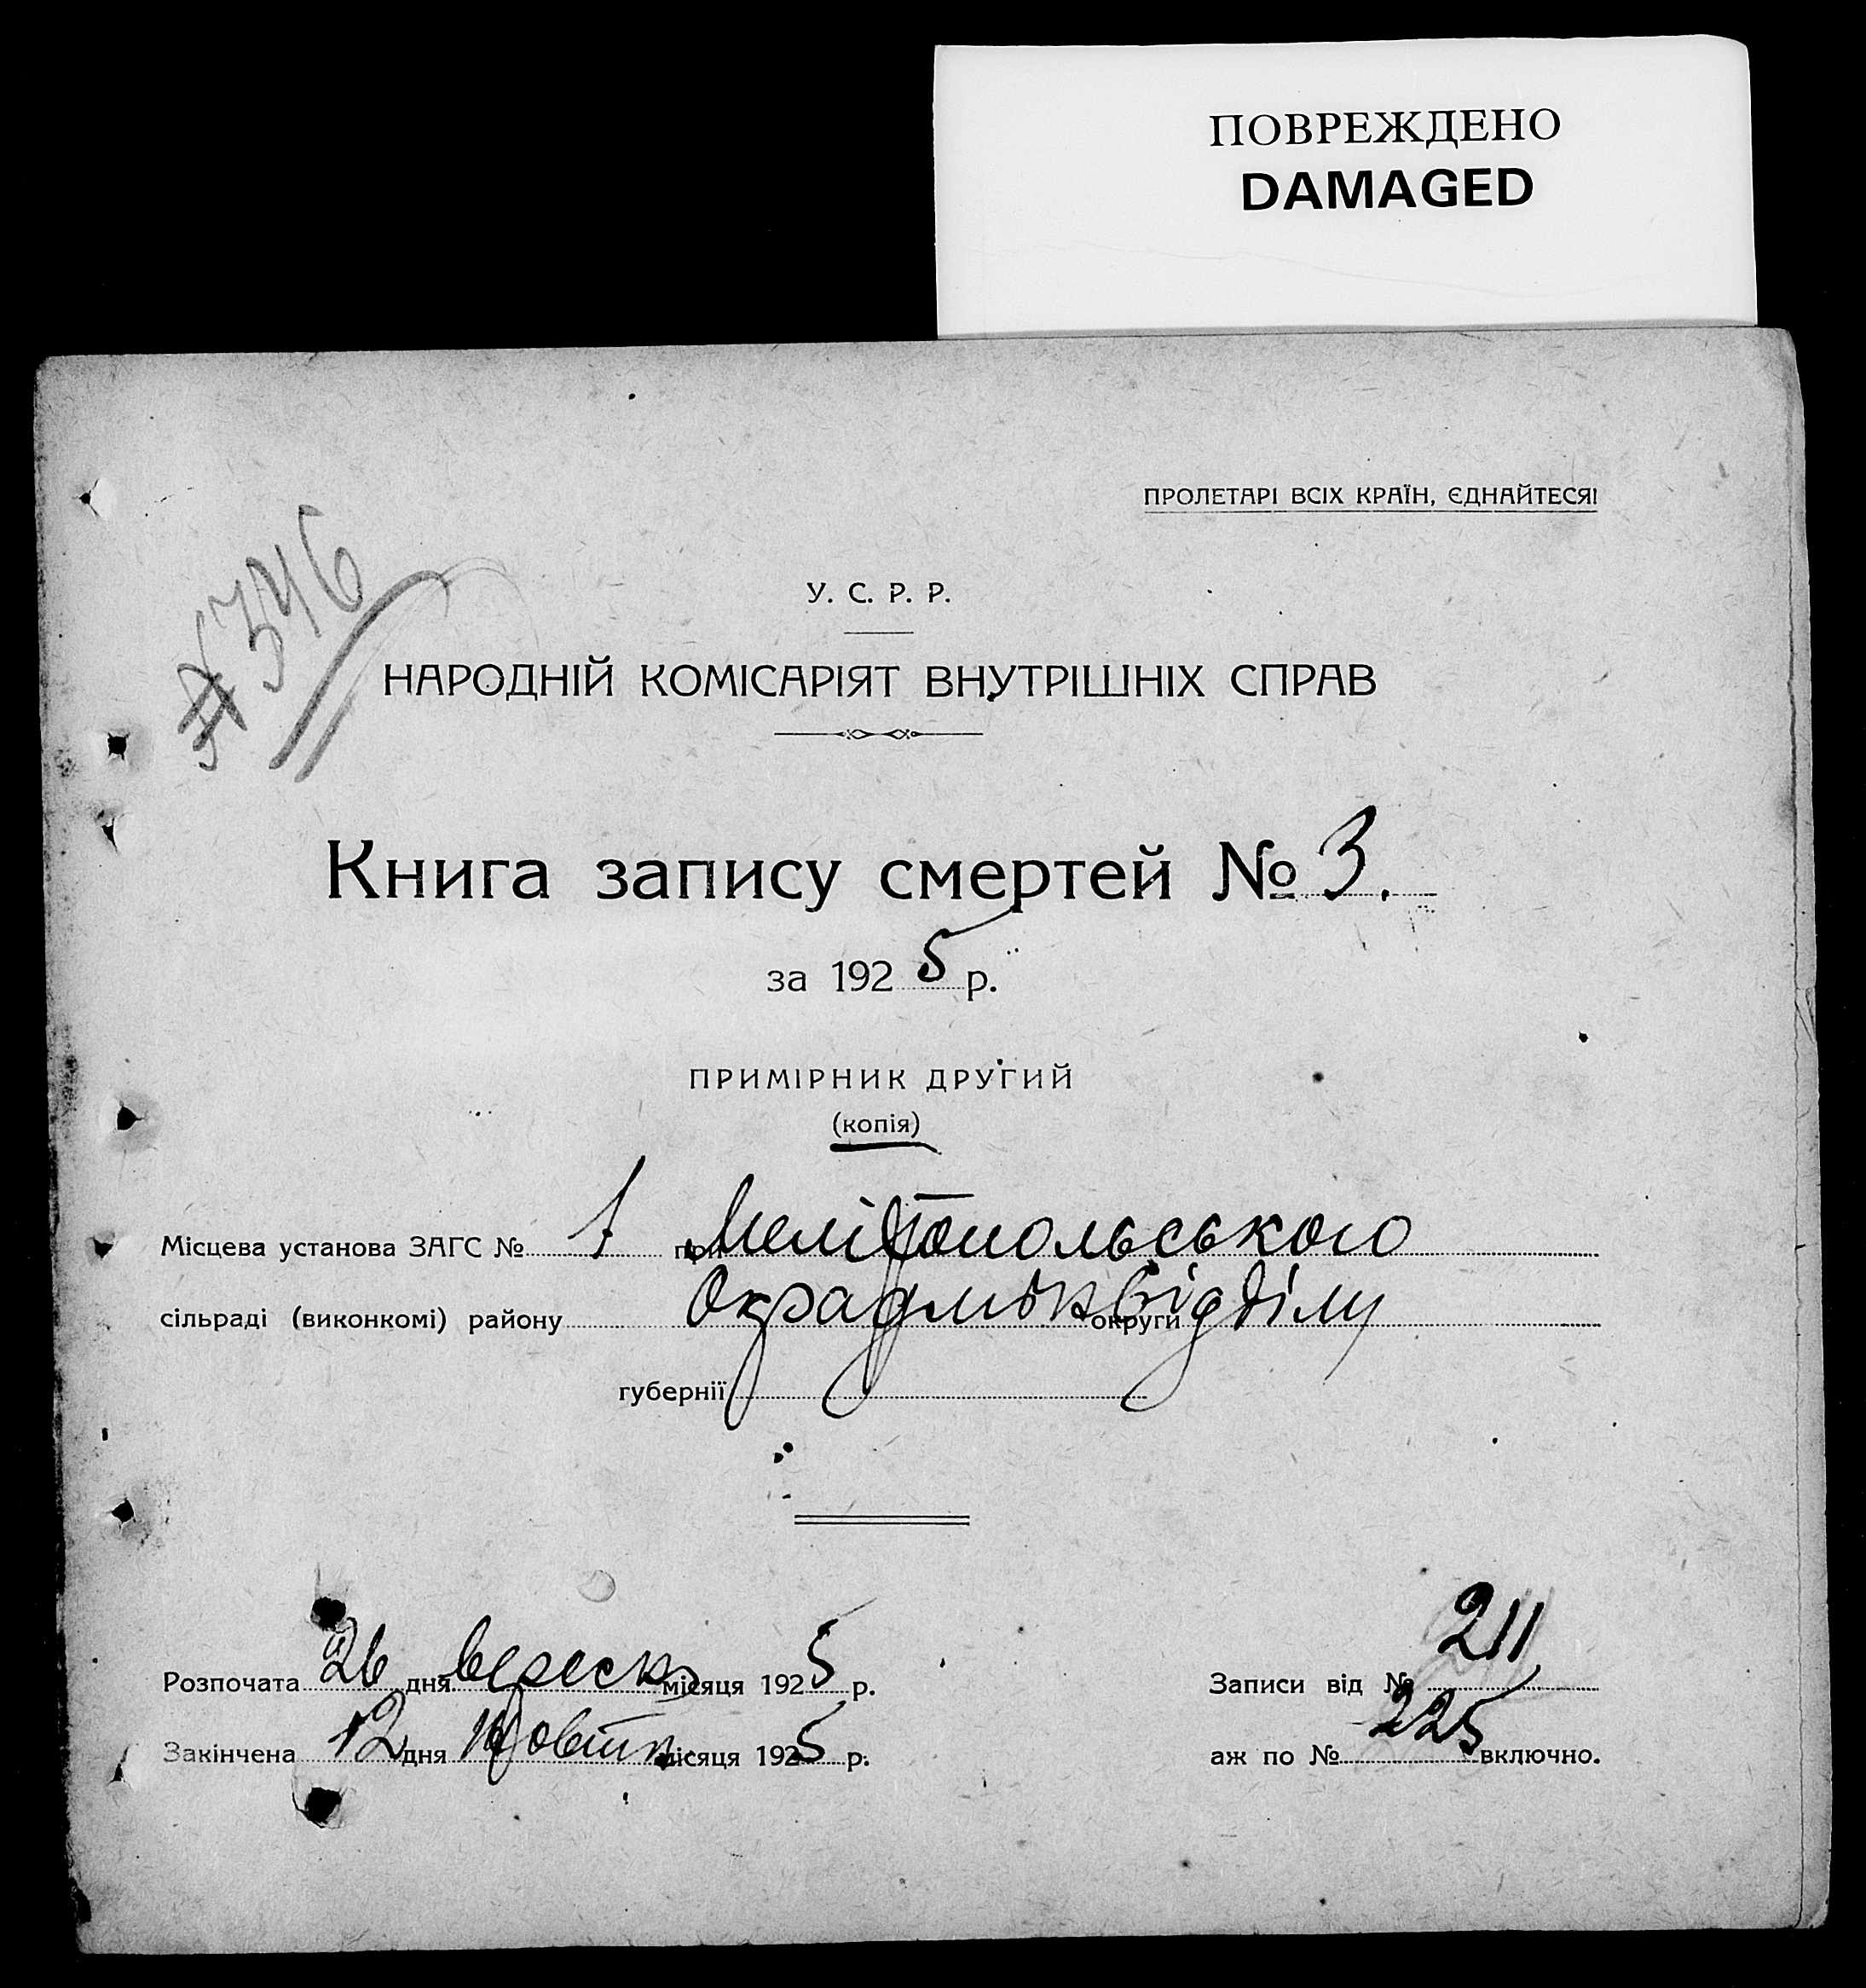 ПОВРЕЖДЕНО
DAMAGED
ПРОЛЕТАРІ ВСІХ КРАЇН, ЄДНАЙТЕСЯ!
№ 346
У. С. Р. Р.
НАРОДНІЙ КОМІСАРІЯТ ВНУТРІШНІХ СПРАВ
Книга запису смертей № 3.
за 1925 р.
ПРИМІРНИК ДРУГИЙ
(копія)
Місцева установа ЗАГС № 1 при Мелітопольського
сільраді (виконкомі) району Окрадмінвідділу округи
губернії
Розпочата 26 дня вересня місяця 1925 р.
Закінчена 12 дня Жовтня місяця 1925 р.
Записи від № 211
аж по № 225 включно.